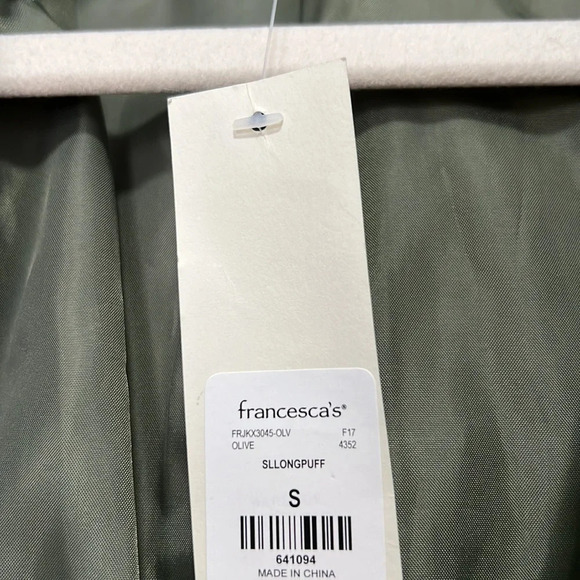 francesca's®
FRJKX3045-OLV F17
OLIVE 4352
SLLONGPUFF
S
641094
MADE IN CHINA